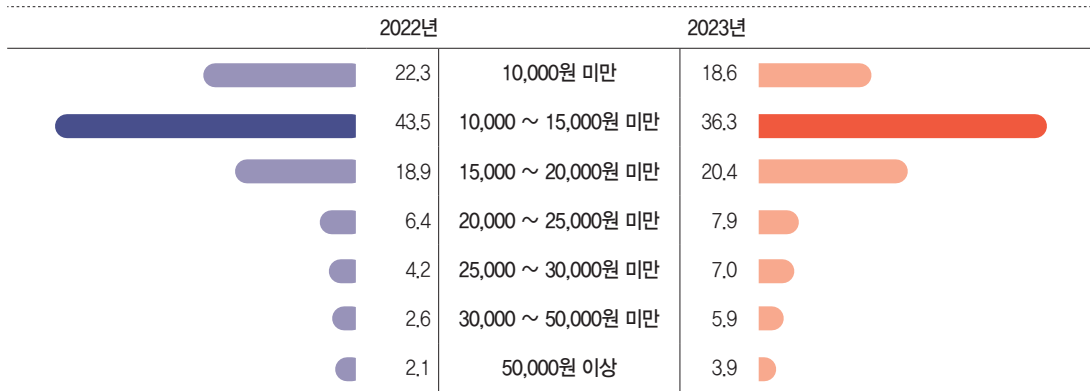 2022년 2023년
22.3 10,000원 미만 18.6
43.5 10,000 ~ 15,000원 미만 36.3
18.9 15,000 ~ 20,000원 미만 20.4
6.4 20,000 ~ 25,000원 미만 7.9
4.2 25,000 ~ 30,000원 미만 7.0
2.6 30,000 ~ 50,000원 미만 5.9
2.1 50,000원 이상 3.9